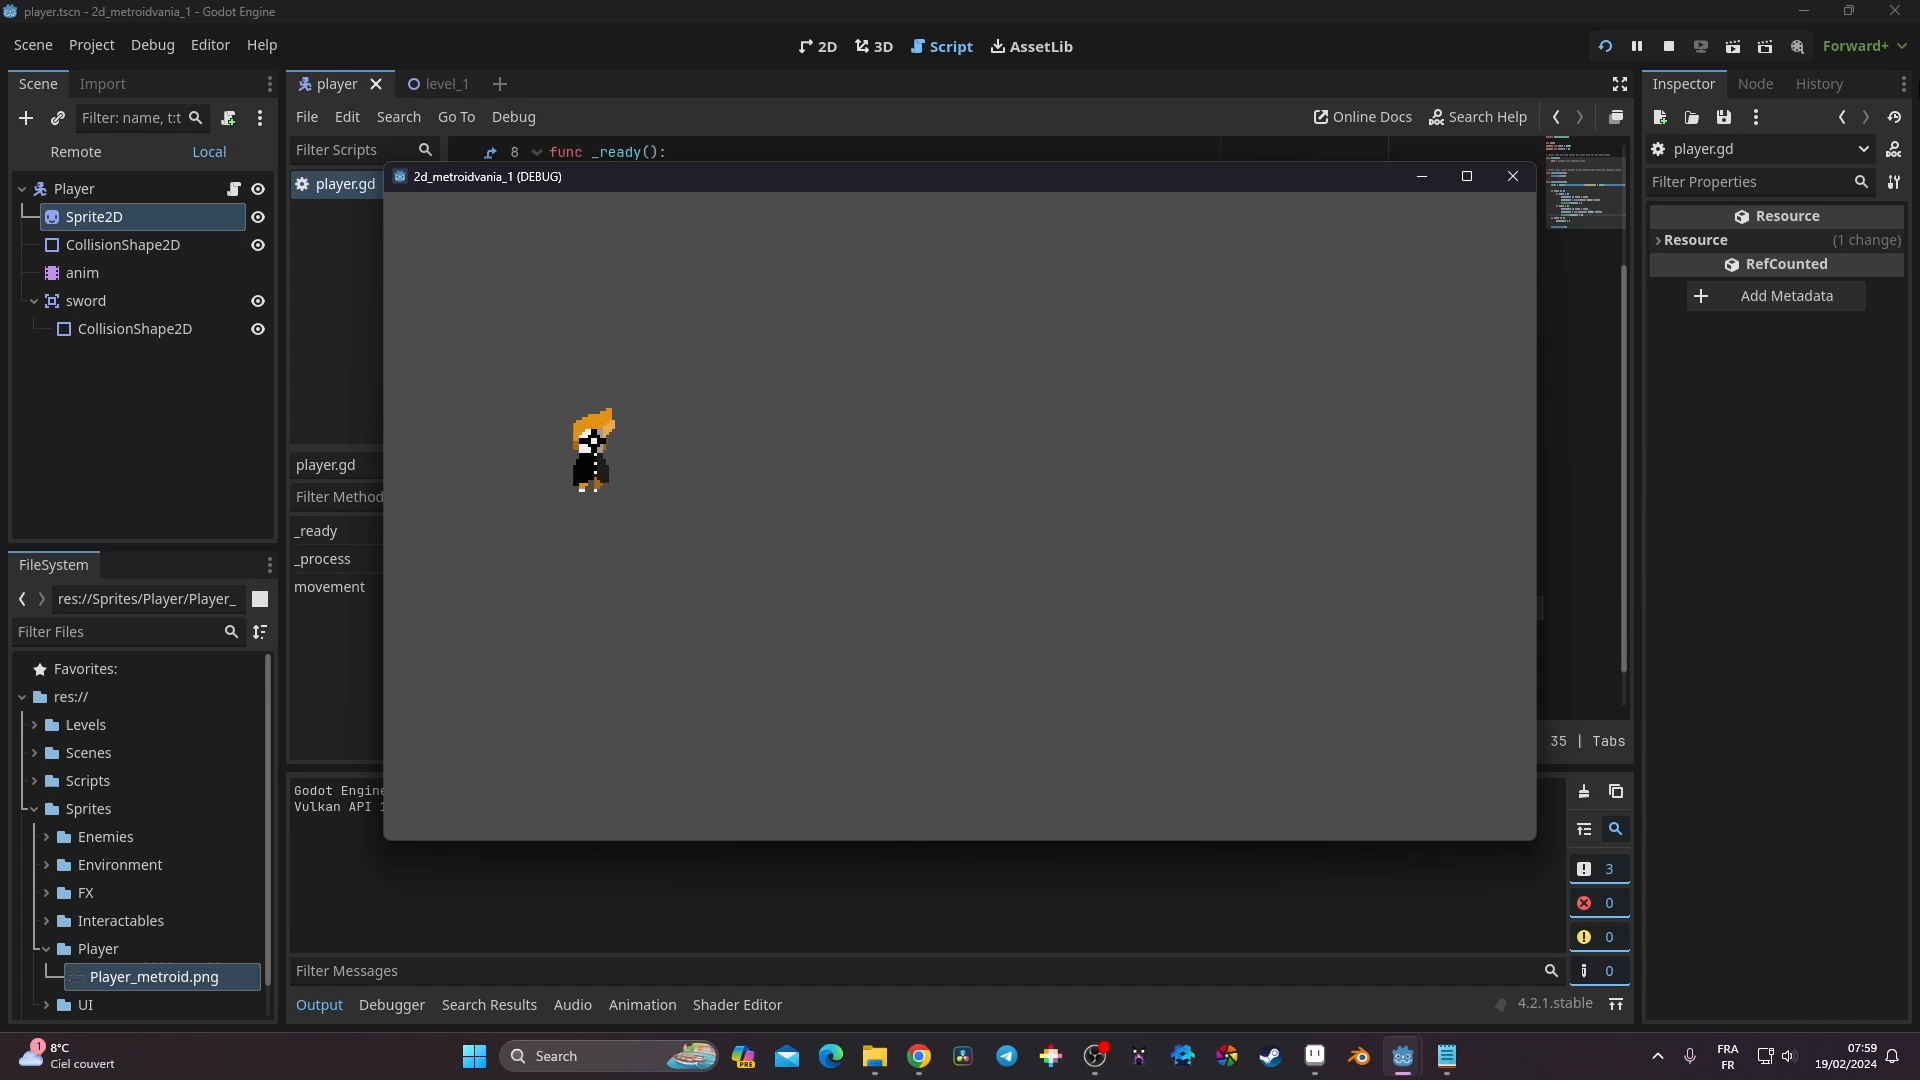 player.tscn - 2d_metroidvania_1 - Godot Engine
Scene Project Debug Editor Help
2D 3D Script AssetLib
Forward+
Scene Import
Filter: name, t:t
Remote Local
Player
Sprite2D
CollisionShape2D
anim
sword
CollisionShape2D
FileSystem
res://Sprites/Player/Player_
Filter Files
Favorites:
res://
Levels
Scenes
Scripts
Sprites
Enemies
Environment
FX
Interactables
Player
Player_metroid.png
UI
player level_1
File Edit Search Go To Debug
Online Docs Search Help
Filter Scripts
8 func _ready():
player.gd
2d_metroidvania_1 (DEBUG)
player.gd
Filter Method
_ready
_process
movement
35 | Tabs
Godot Engine
Vulkan API
3
0
0
0
Filter Messages
Output Debugger Search Results Audio Animation Shader Editor
4.2.1.stable
Inspector Node History
player.gd
Filter Properties
Resource
Resource (1 change)
RefCounted
Add Metadata
1
8°C
Ciel couvert
Search
PRE
FRA
FR
07:59
19/02/2024